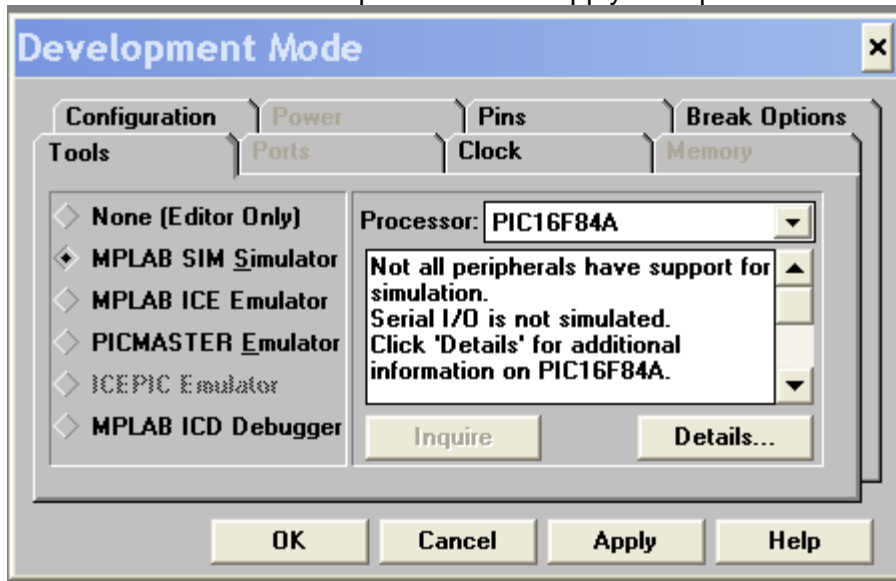 Development Mode
Configuration Power Pins Break Options
Tools Ports Clock Memory
None (Editor Only)
MPLAB SIM Simulator
MPLAB ICE Emulator
PICMASTER Emulator
ICEPIC Emulator
MPLAB ICD Debugger
Processor: PIC16F84A
Not all peripherals have support for
simulation.
Serial I/O is not simulated.
Click 'Details' for additional
information on PIC16F84A.
Inquire Details...
OK Cancel Apply Help